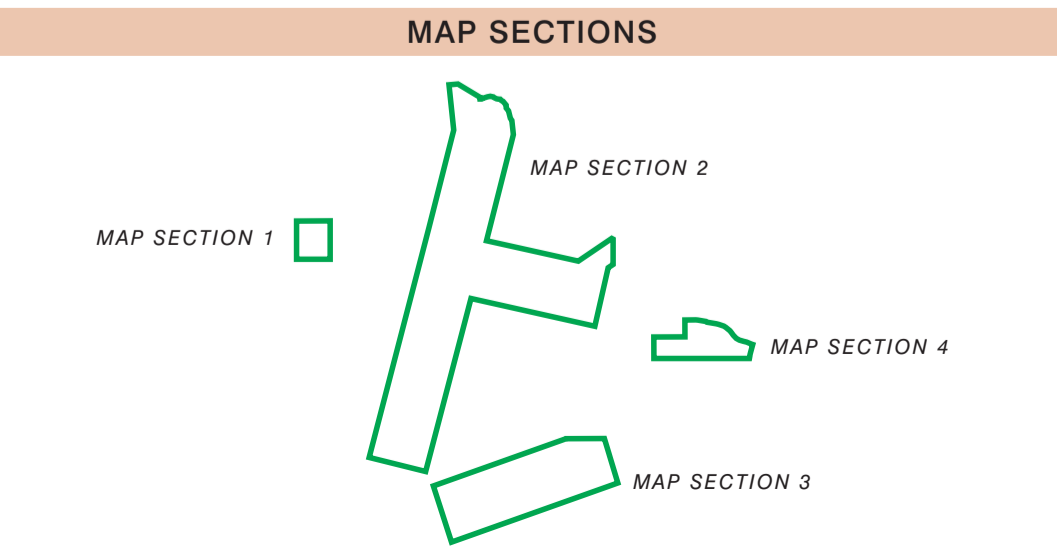 MAP SECTIONS
MAP SECTION 2
MAP SECTION 1
MAP SECTION 4
MAP SECTION 3